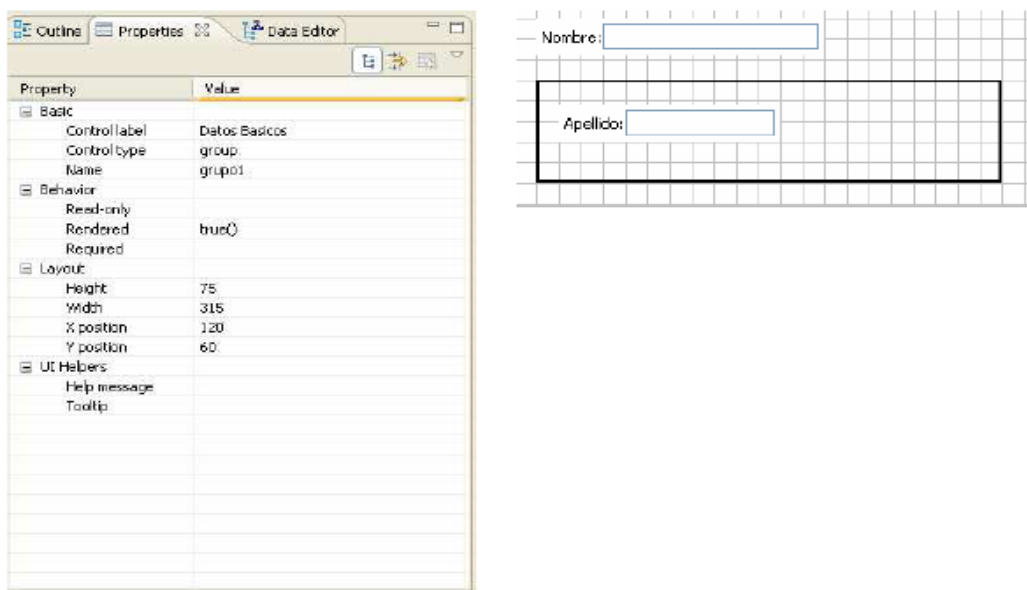 Outline Properties Data Editor
Property Value
Basic
Control label Datos Basicos
Control type group
Name grupo1
Behavior
Read-only
Rendered true()
Required
Layout
Height 75
Width 315
X position 120
Y position 60
UI Helpers
Help message
Tooltip
Nombre:
Apellido: